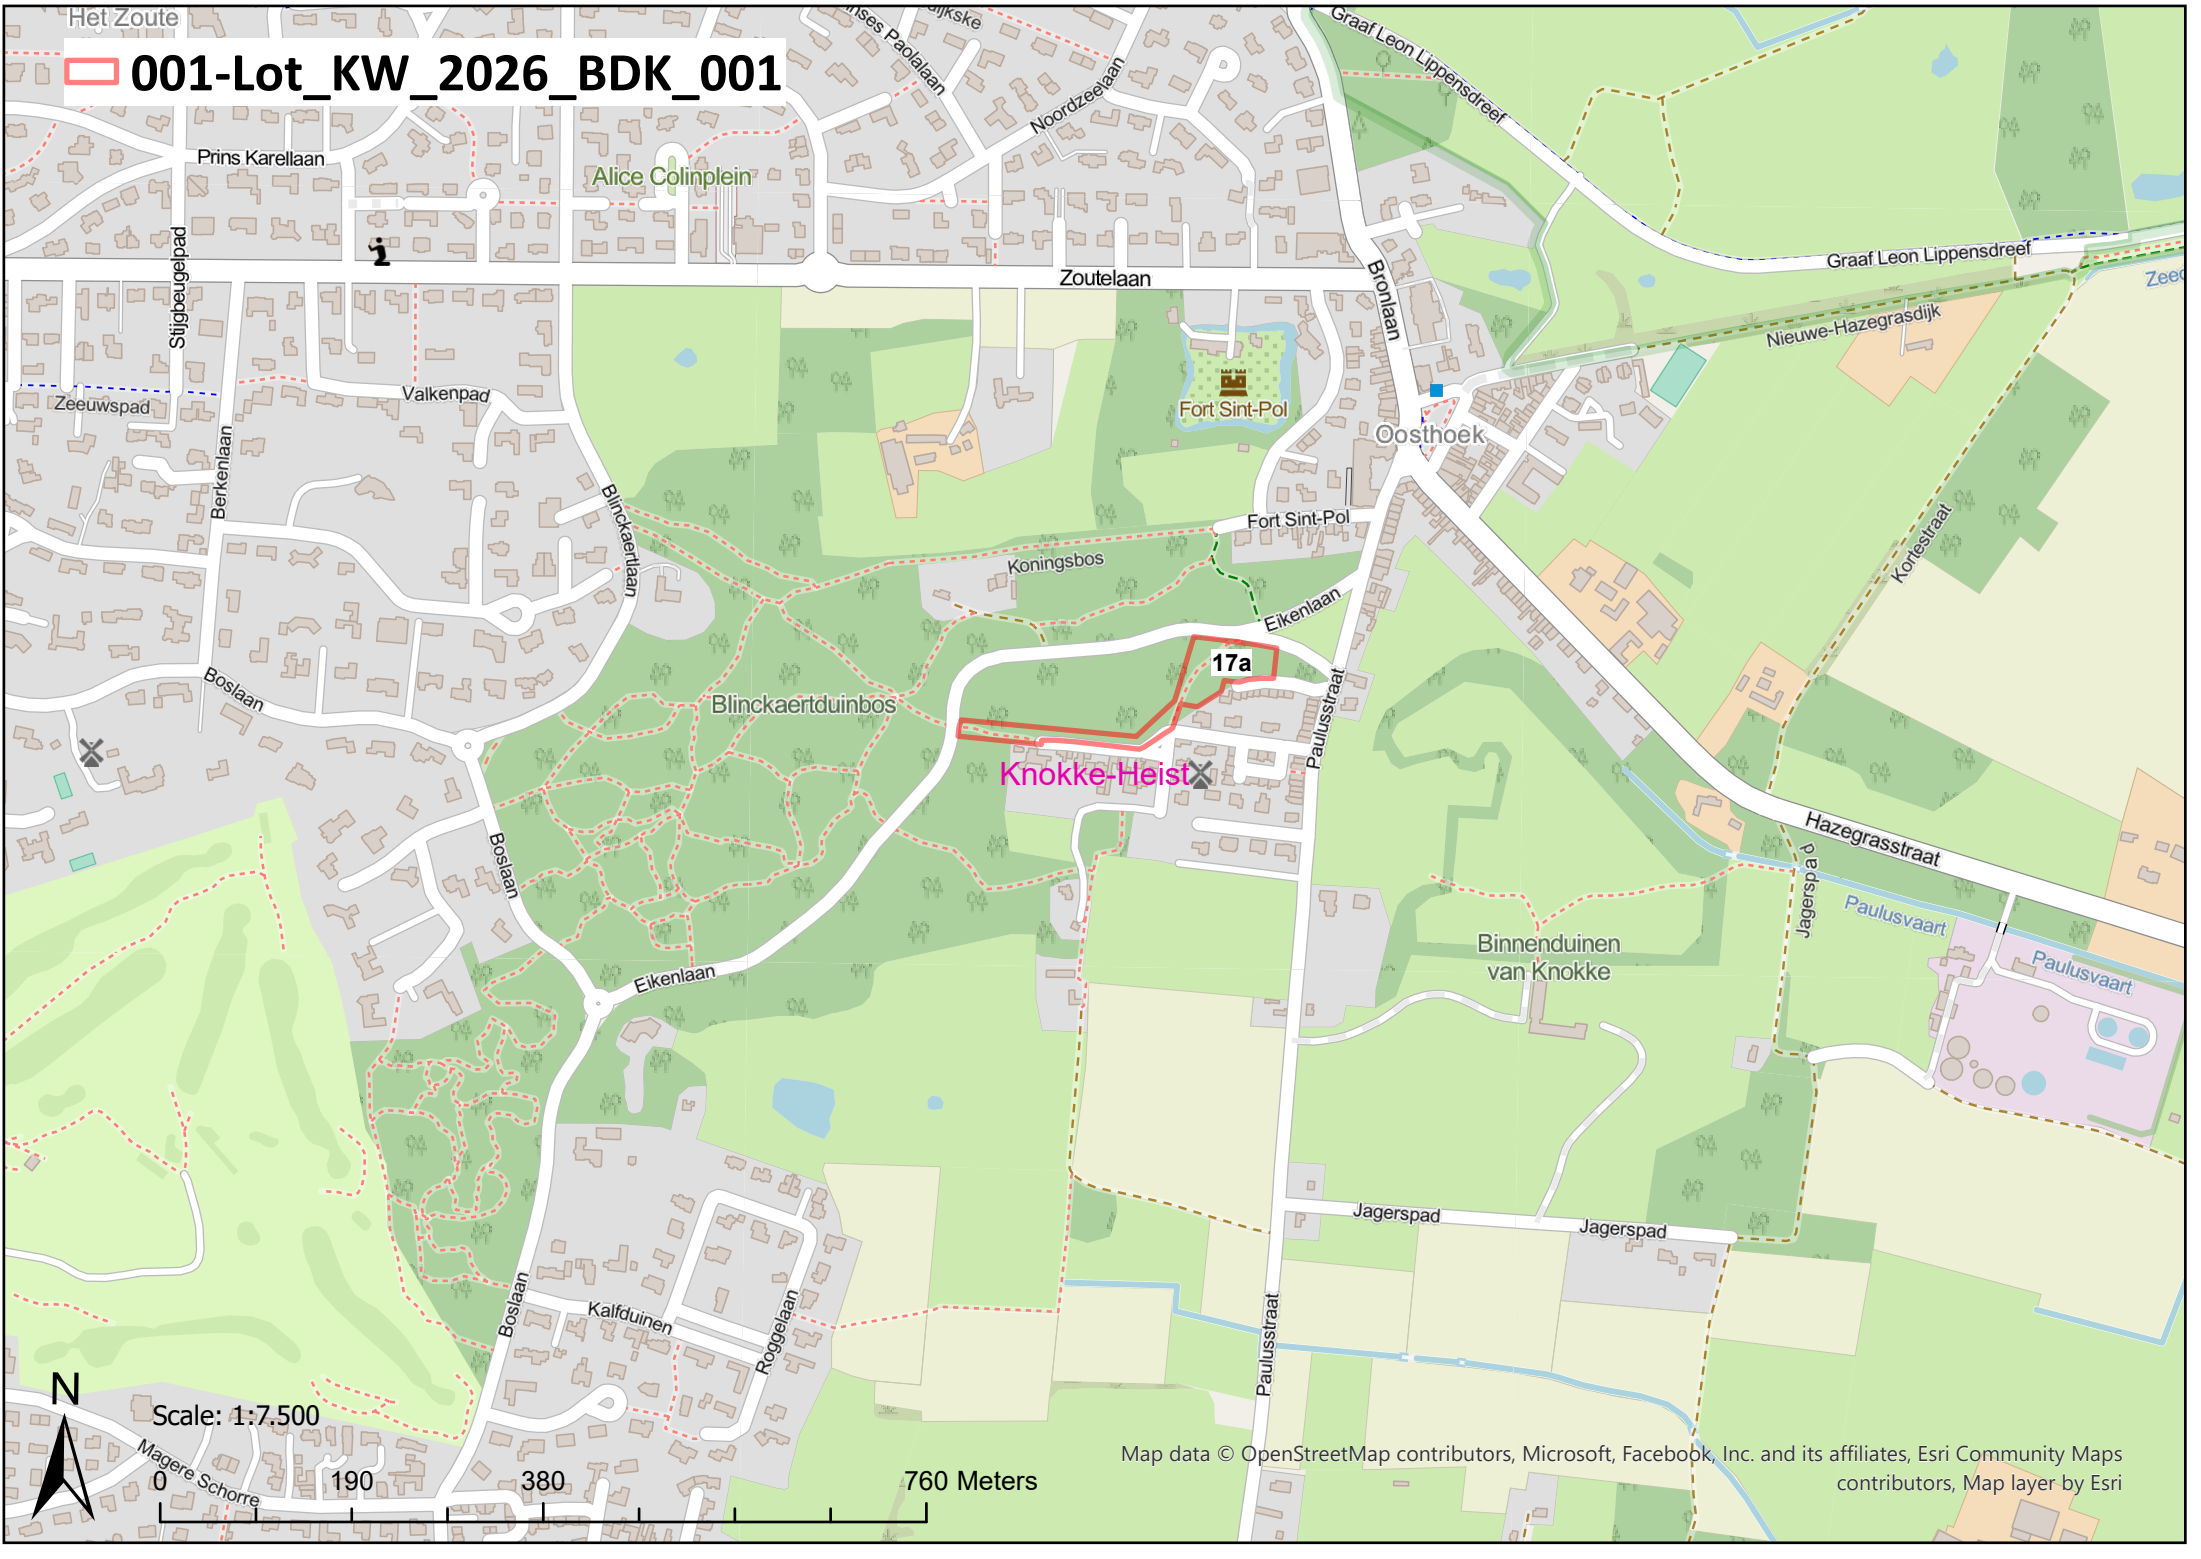 Het Zoute
001-Lot_KW_2026_BDK_001
Graaf Leon Lippensdreef
Noordzeelaan
Prins Karellaan
Alice Colinplein
Stijgbeugelpad
Zoutelaan
Bronlaan
Graaf Leon Lippensdreef
Nieuwe-Hazegrasdijk
Valkenpad
Zeeuwspad
Berkenlaan
Fort Sint-Pol
Oosthoek
Blinckaertlaan
Fort Sint-Pol
Koningsbos
Kortestraat
Eikenlaan
17a
Boslaan
Blinckaertduinbos
Paulusstraat
Knokke-Heist
Hazegrasstraat
Boslaan
Jagerspad
Paulusvaart
Binnenduinen
van Knokke
Paulusvaart
Eikenlaan
Jagerspad
Jagerspad
Boslaan
Kalfduinen
Roggelaan
Paulusstraat
N
Scale: 1:7.500
Magere Schorre
0 190 380 760 Meters
Map data © OpenStreetMap contributors, Microsoft, Facebook, Inc. and its affiliates, Esri Community Maps
contributors, Map layer by Esri